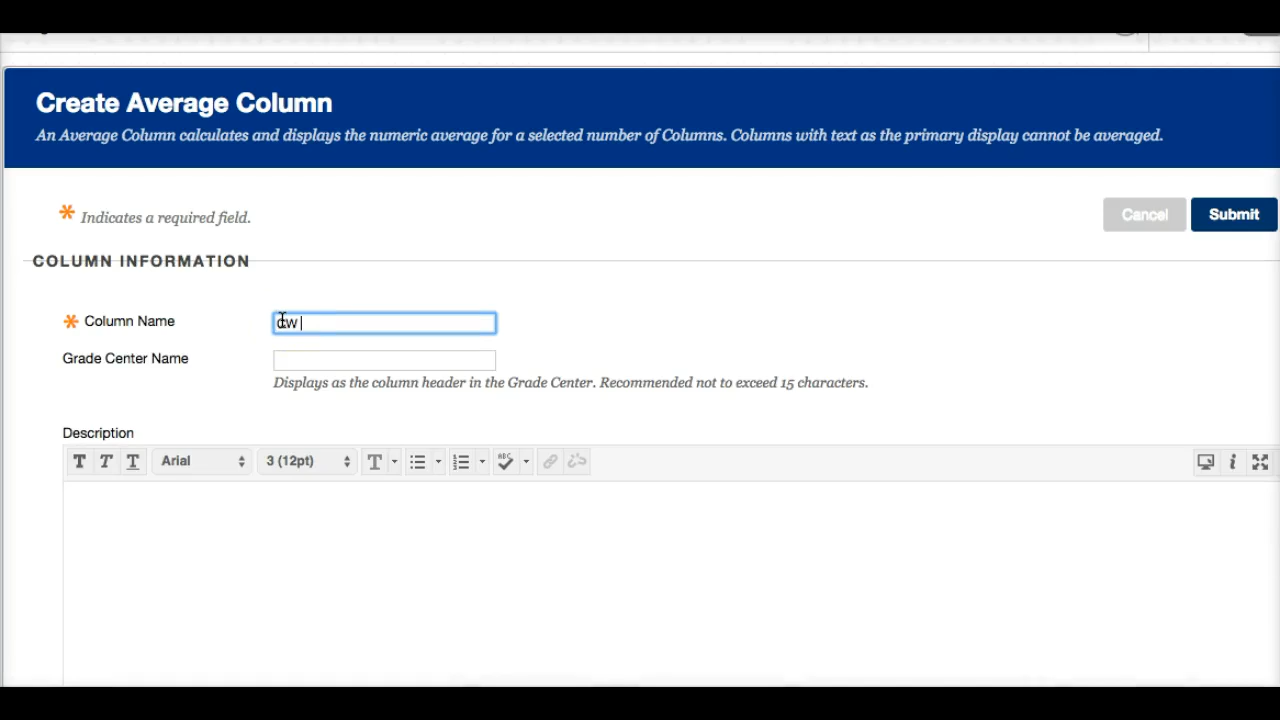 Create Average Column
An Average Column calculates and displays the numeric average for a selected number of Columns. Columns with text as the primary display cannot be averaged.
* Indicates a required field.
Cancel Submit
COLUMN INFORMATION
* Column Name cw
Grade Center Name
Displays as the column header in the Grade Center. Recommended not to exceed 15 characters.
Description
T T T Arial 3 (12pt) T ABC i